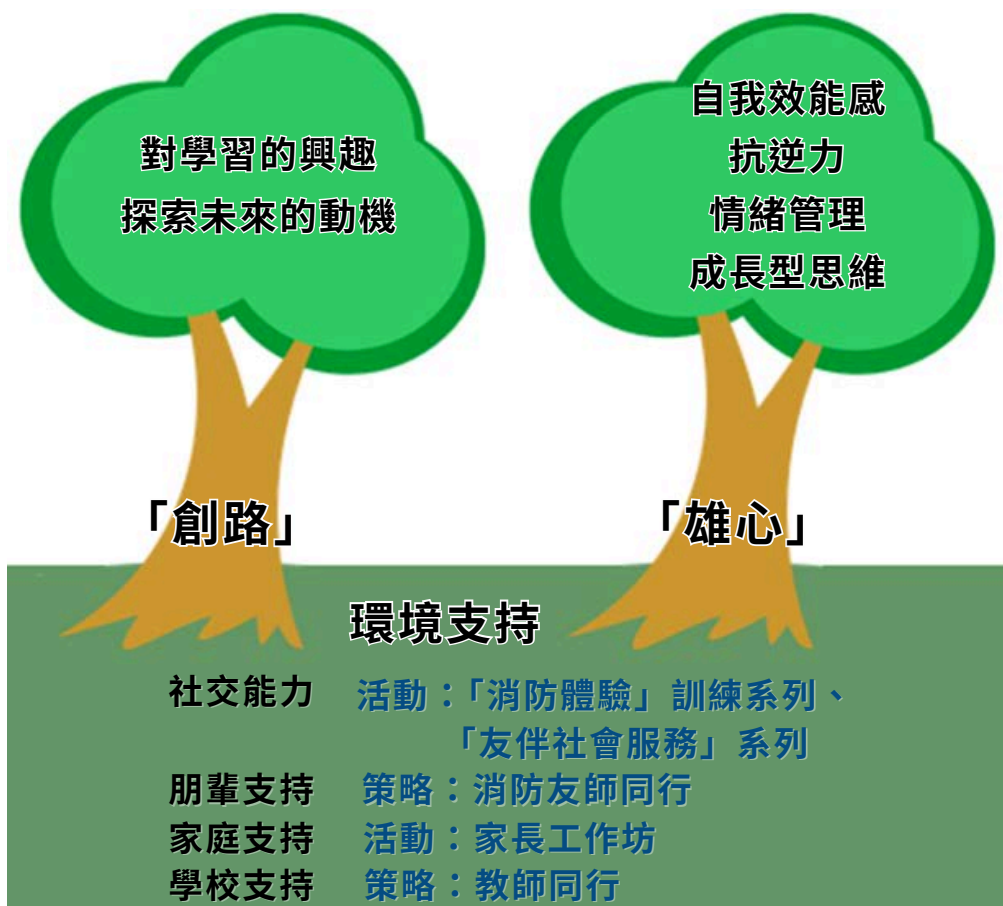 對學習的興趣
探索未來的動機
「創路」
自我效能感
抗逆力
情緒管理
成長型思維
「雄心」
環境支持
社交能力 活動：「消防體驗」訓練系列、
「友伴社會服務」系列
朋輩支持 策略：消防友師同行
家庭支持 活動：家長工作坊
學校支持 策略：教師同行